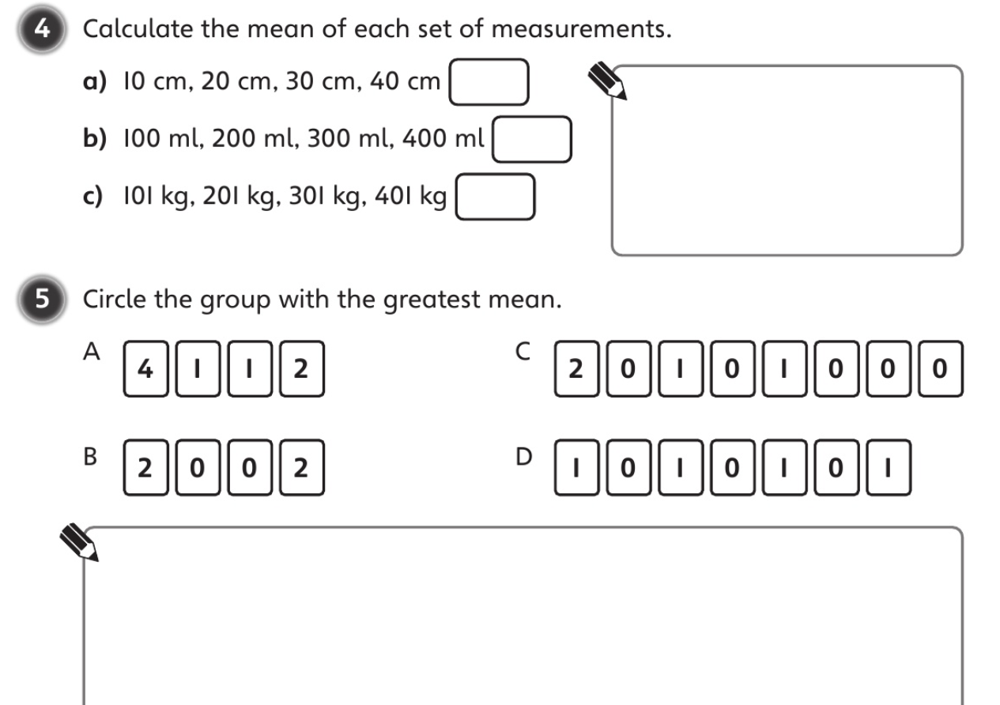 4 Calculate the mean of each set of measurements.
a) 10 cm, 20 cm, 30 cm, 40 cm
b) 100 ml, 200 ml, 300 ml, 400 ml
c) 101 kg, 201 kg, 301 kg, 401 kg
5 Circle the group with the greatest mean.
A 4 1 1 2
C 2 0 1 0 1 0 0 0
B 2 0 0 2
D 1 0 1 0 1 0 1